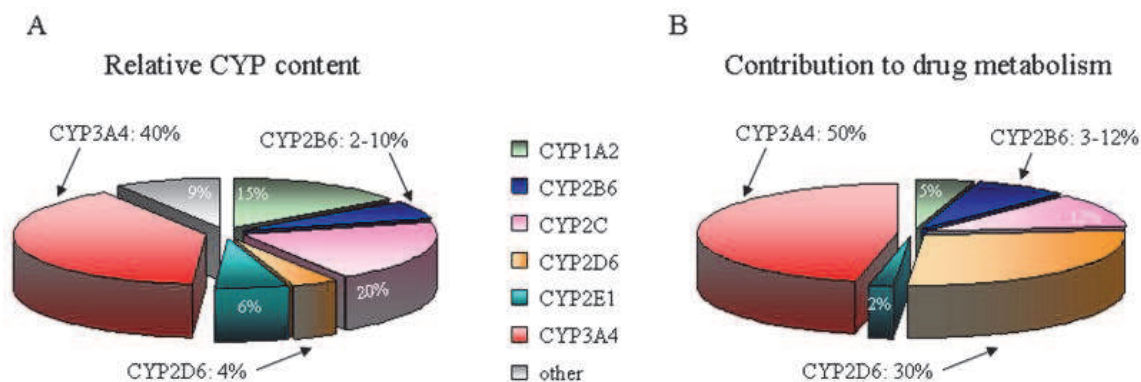 A
Relative CYP content
CYP3A4: 40%
CYP2B6: 2-10%
9%
15%
20%
6%
CYP2D6: 4%
CYP1A2
CYP2B6
CYP2C
CYP2D6
CYP2E1
CYP3A4
other
B
Contribution to drug metabolism
CYP3A4: 50%
CYP2B6: 3-12%
5%
2%
CYP2D6: 30%